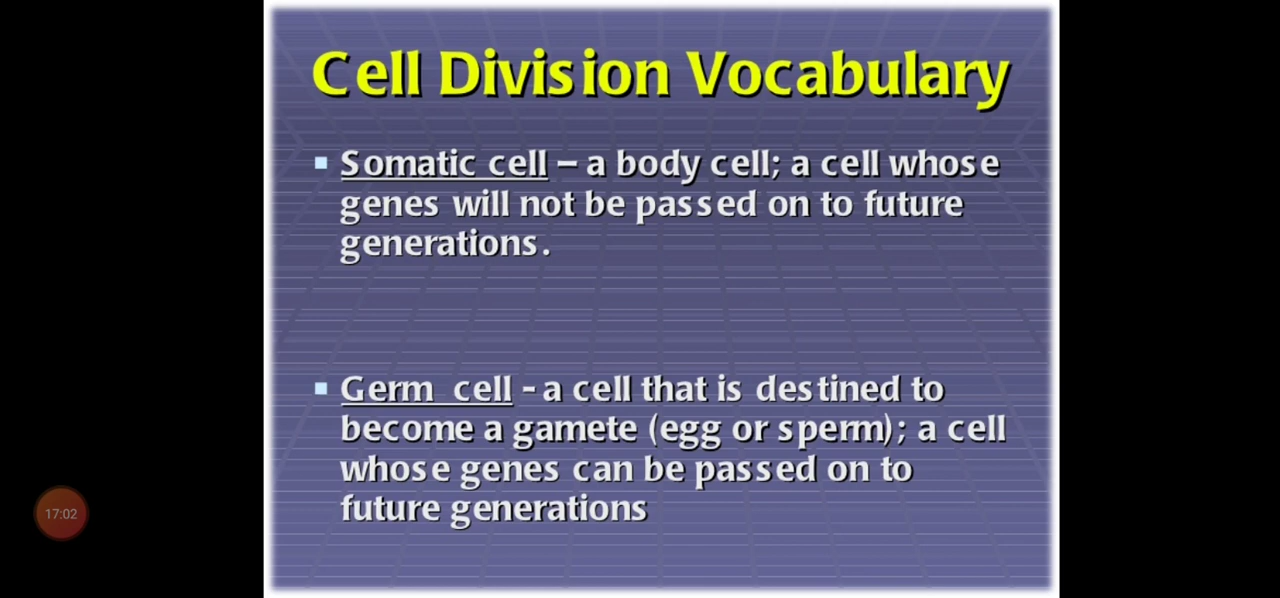 Cell Division Vocabulary
Somatic cell – a body cell; a cell whose
genes will not be passed on to future
generations.
Germ cell - a cell that is destined to
become a gamete (egg or sperm); a cell
whose genes can be passed on to
future generations
17:02